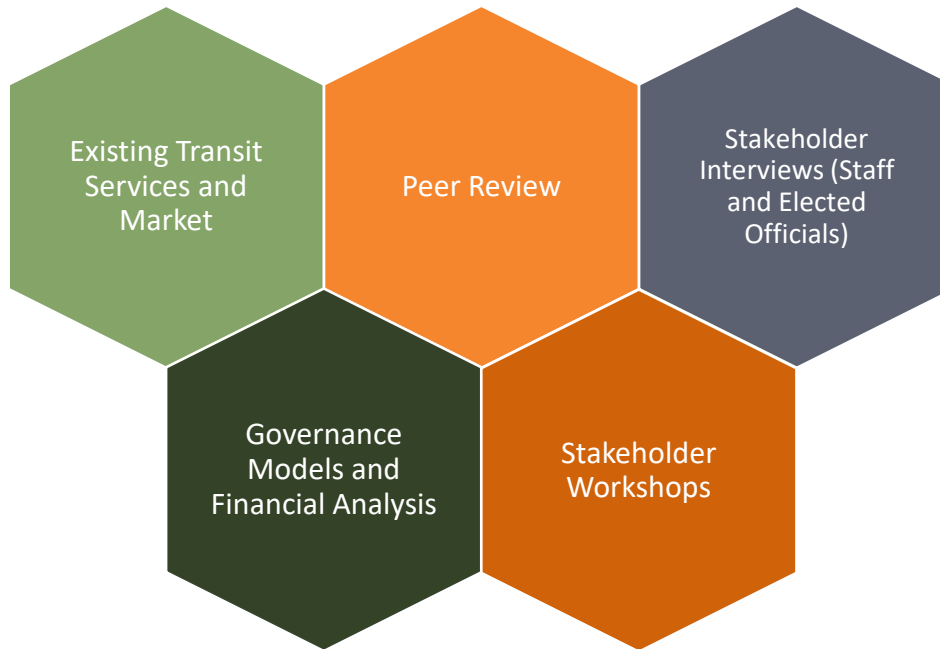 Existing Transit
Services and
Market
Peer Review
Stakeholder
Interviews (Staff
and Elected
Officials)
Governance
Models and
Financial Analysis
Stakeholder
Workshops